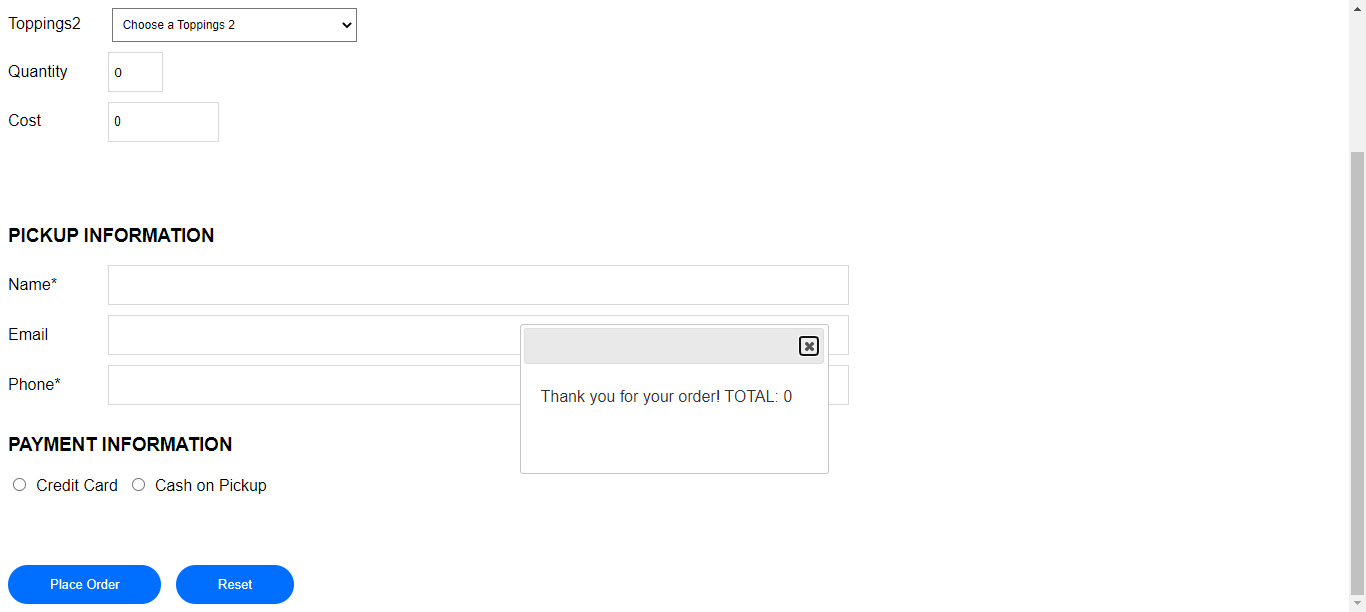 Toppings2 Choose a Toppings 2
Quantity 0
Cost 0
PICKUP INFORMATION
Name*
Email
Phone*
Thank you for your order! TOTAL: 0
PAYMENT INFORMATION
Credit Card Cash on Pickup
Place Order Reset